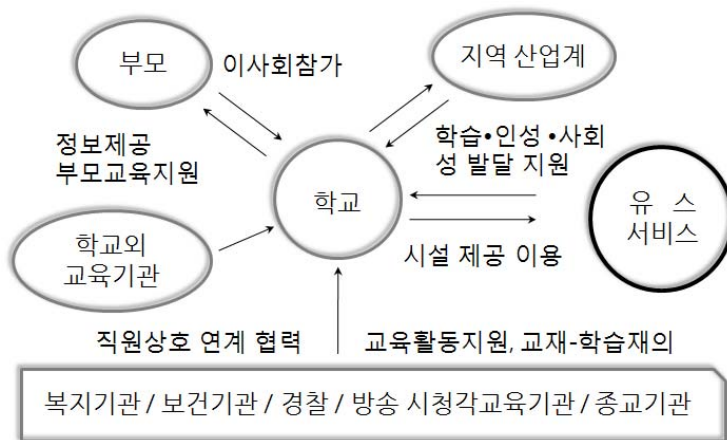 부모
이사회참가
지역 산업계
정보제공
부모교육지원
학습•인성 •사회
성 발달 지원
학교
유 스
서비스
학교외
교육기관
시설 제공 이용
직원상호 연계 협력
교육활동지원, 교재-학습재의
복지기관 / 보건기관 / 경찰 / 방송 시청각교육기관 / 종교기관